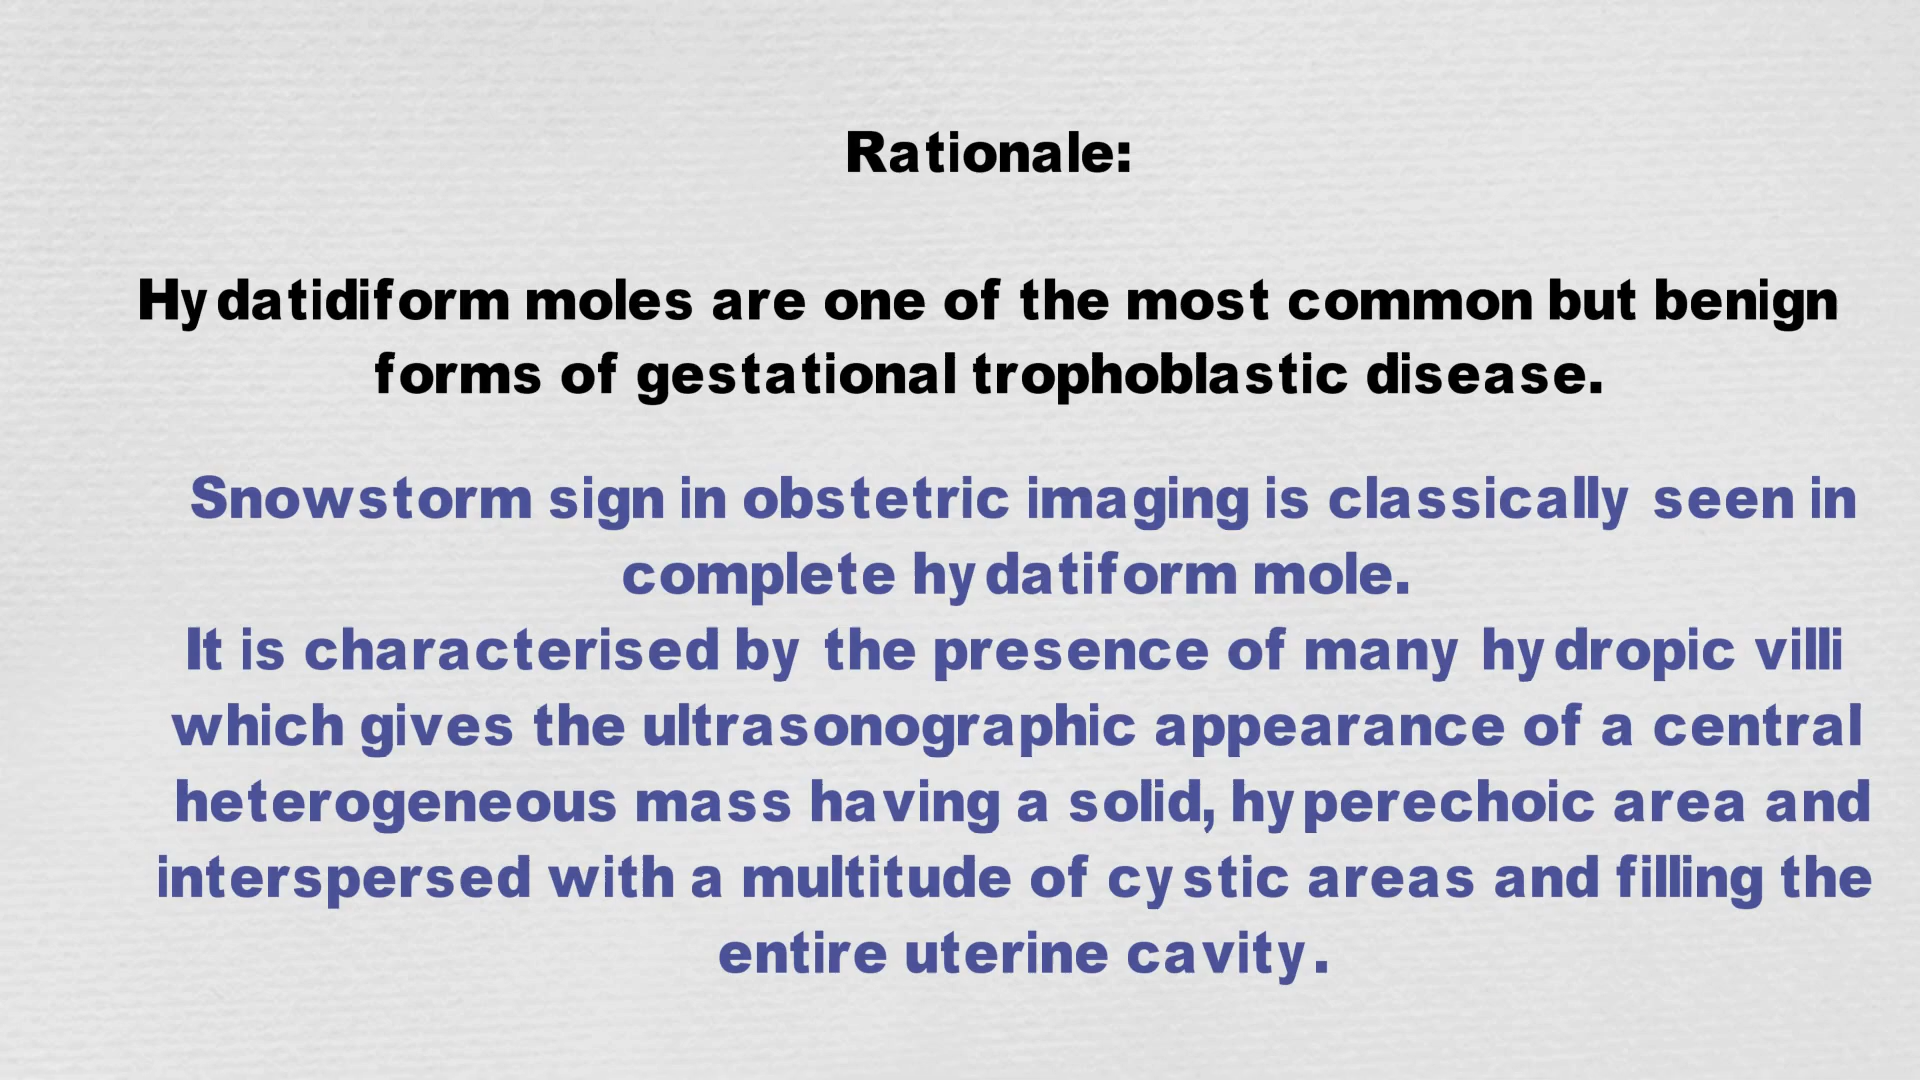 Rationale:
Hydatidiform moles are one of the most common but benign
forms of gestational trophoblastic disease.
Snowstorm sign in obstetric imaging is classically seen in
complete hydatiform mole.
It is characterised by the presence of many hydropic villi
which gives the ultrasonographic appearance of a central
heterogeneous mass having a solid, hyperechoic area and
interspersed with a multitude of cystic areas and filling the
entire uterine cavity.